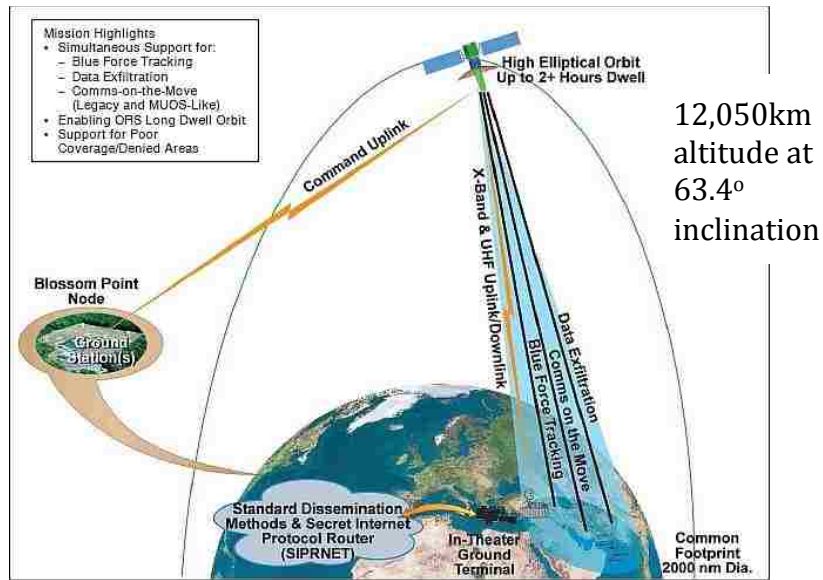 Mission Highlights
• Simultaneous Support for:
– Blue Force Tracking
– Data Exfiltration
– Comms-on-the-Move
(Legacy and MUOS-Like)
• Enabling ORS Long Dwell Orbit
• Support for Poor
Coverage/Denied Areas
High Elliptical Orbit
Up to 2+ Hours Dwell
12,050km
altitude at
63.4º
inclination
Command Uplink
X-Band & UHF Uplink/Downlink
Blue Force Tracking
Comms on the Move
Data Exfiltration
Blossom Point
Node
Ground
Station(s)
Standard Dissemination
Methods & Secret Internet
Protocol Router
(SIPRNET)
In-Theater
Ground
Terminal
Common
Footprint
2000 nm Dia.